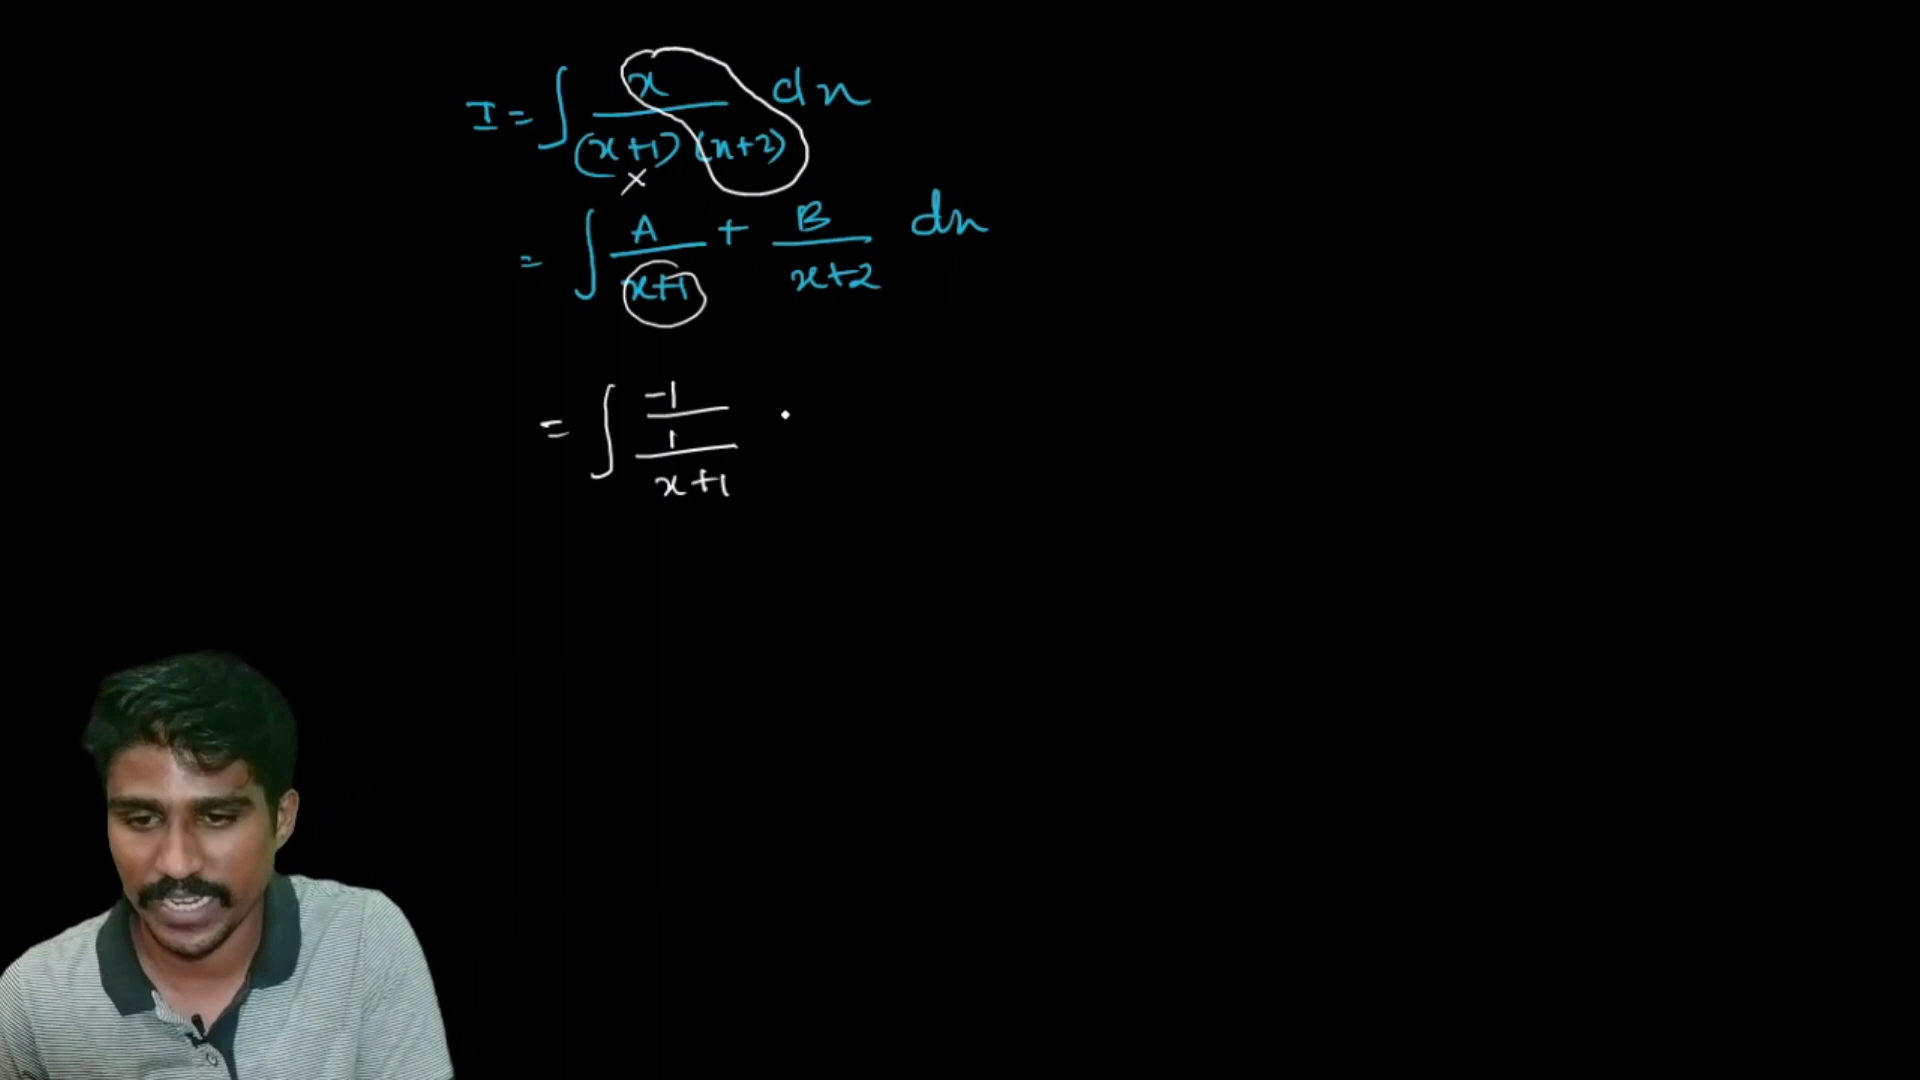 I = ∫ x / (x+1)(x+2) dx
= ∫ A / x+1 + B / x+2 dx
= ∫ -1 / 1 / x+1